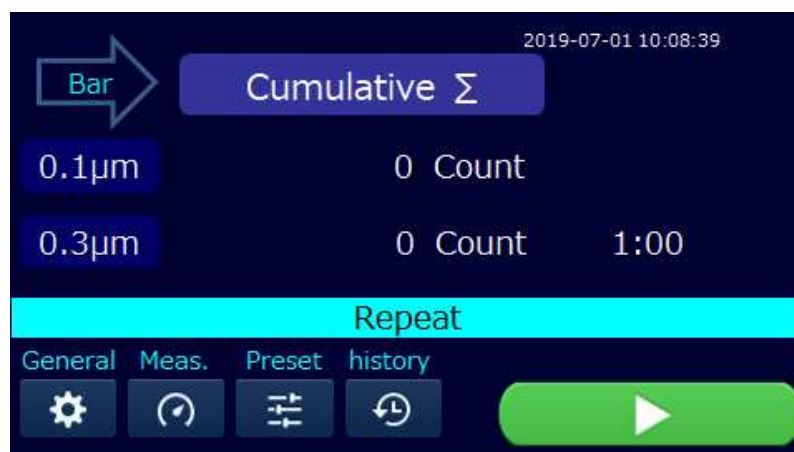 2019-07-01 10:08:39
Bar
Cumulative Σ
0.1μm 0 Count
0.3μm 0 Count 1:00
Repeat
General Meas. Preset history